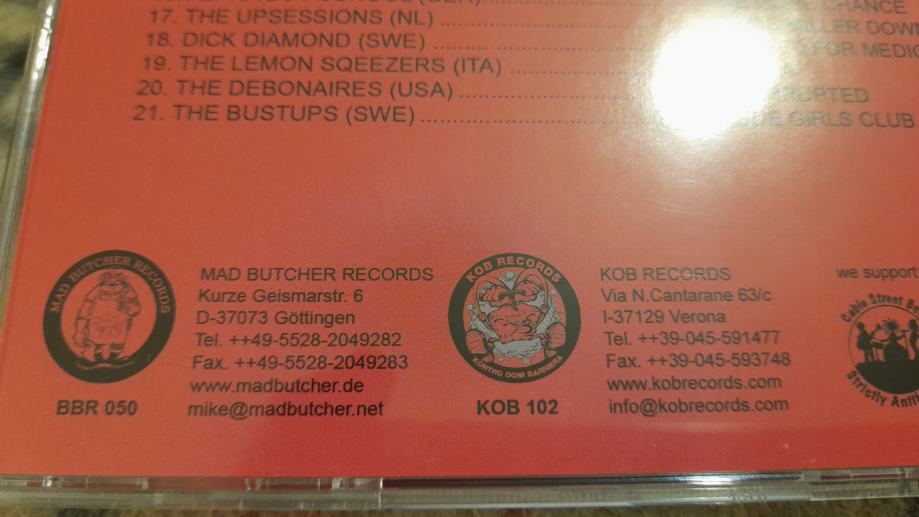 17. THE UPSESSIONS (NL)
18. DICK DIAMOND (SWE) FOR MEDIC
19. THE LEMON SQEEZERS (ITA)
20. THE DEBONAIRES (USA)
21. THE BUSTUPS (SWE) GIRLS CLUB
MAD BUTCHER RECORDS
MAD BUTCHER RECORDS
Kurze Geismarstr. 6
D-37073 Göttingen
Tel. ++49-5528-2049282
Fax. ++49-5528-2049283
www.madbutcher.de
BBR 050
mike@madbutcher.net
KOB RECORDS
KONTRO OGNI BARRIERA
KOB RECORDS
Via N.Cantarane 63/c
I-37129 Verona
Tel. ++39-045-591477
Fax. ++39-045-593748
www.kobrecords.com
KOB 102
info@kobrecords.com
we support
Cable Street B
Strictly Antif